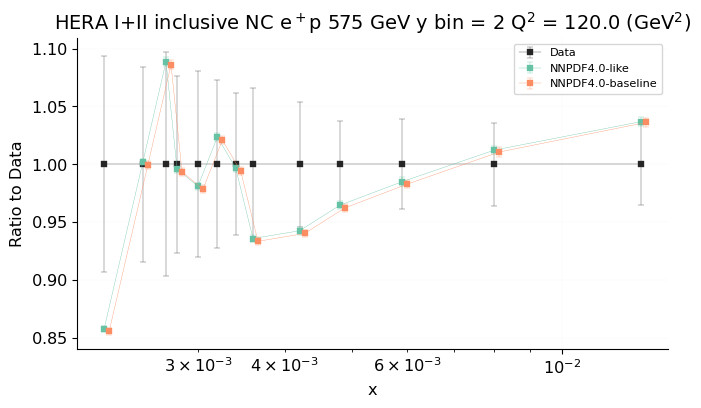 HERA I+II inclusive NC e⁺p 575 GeV y bin = 2 Q² = 120.0 (GeV²)
Data
NNPDF4.0-like
NNPDF4.0-baseline
Ratio to Data
1.10
1.05
1.00
0.95
0.90
0.85
3 × 10⁻³ 4 × 10⁻³ 6 × 10⁻³ 10⁻²
x